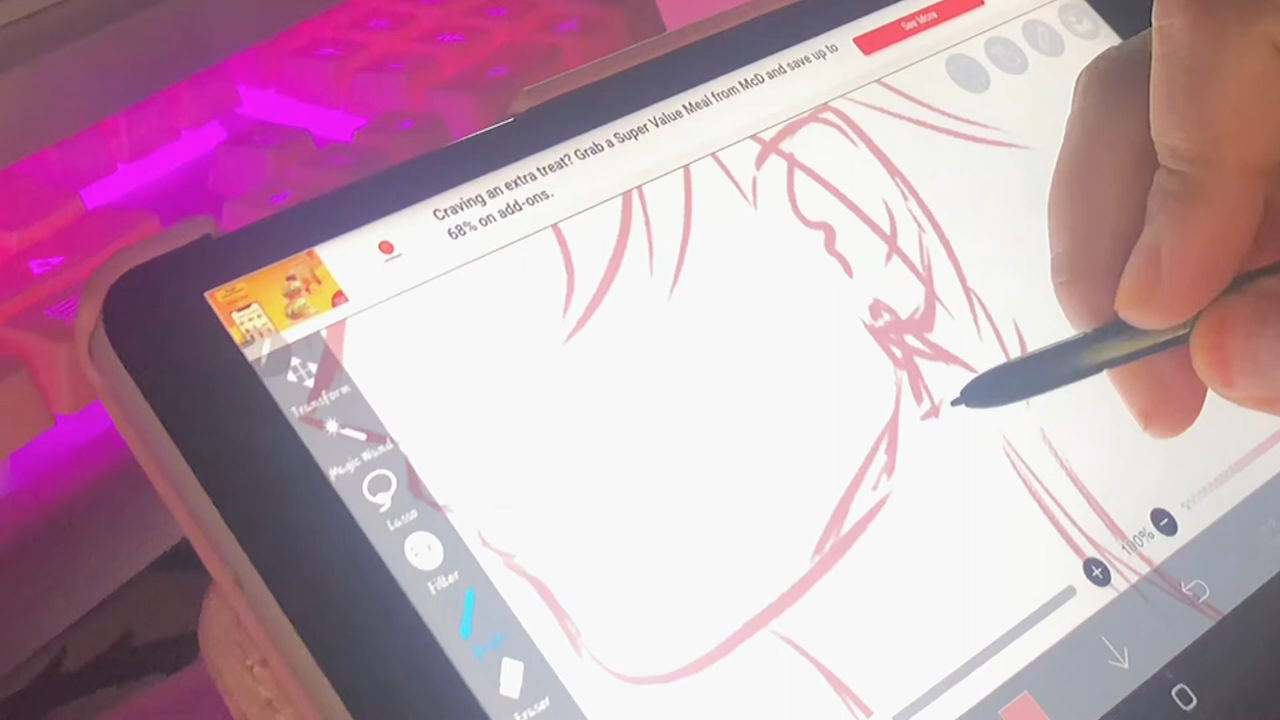 See More
Craving an extra treat? Grab a Super Value Meal from McD and save up to
68% on add-ons.
Transform
Magic Wand
Lasso
Filter
Eraser
100%